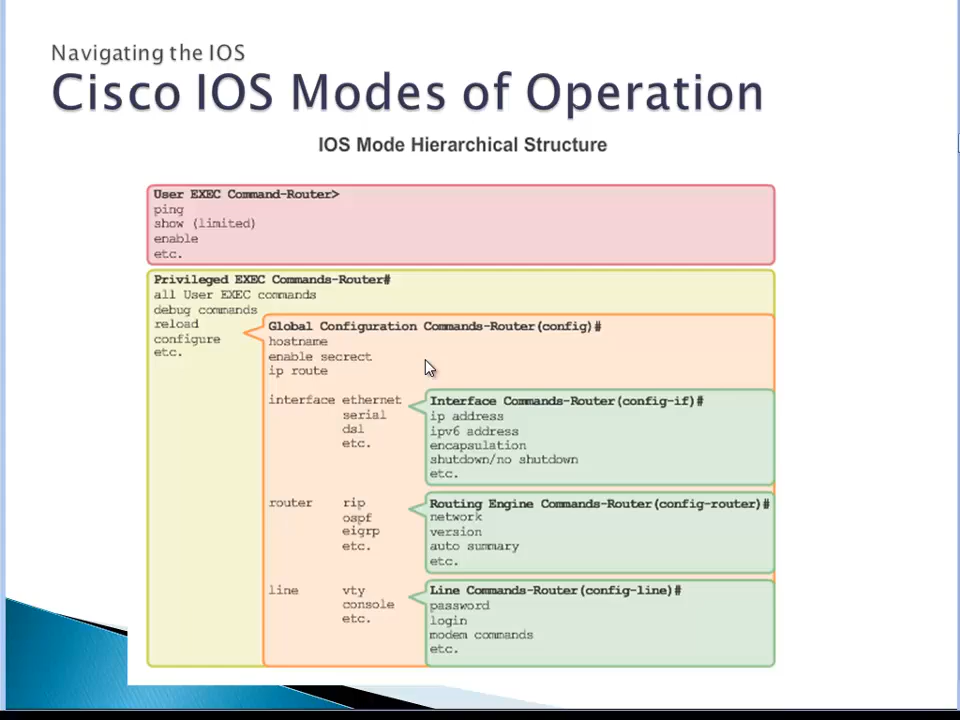 Navigating the IOS
Cisco IOS Modes of Operation
IOS Mode Hierarchical Structure
User EXEC Command-Router>
ping
show (limited)
enable
etc.
Privileged EXEC Commands-Router#
all User EXEC commands
debug commands
reload
configure
etc.
Global Configuration Commands-Router(config)#
hostname
enable secrect
ip route
interface ethernet
serial
dsl
etc.
Interface Commands-Router(config-if)#
ip address
ipv6 address
encapsulation
shutdown/no shutdown
etc.
router rip
ospf
eigrp
etc.
Routing Engine Commands-Router(config-router)#
network
version
auto summary
etc.
line vty
console
etc.
Line Commands-Router(config-line)#
password
login
modem commands
etc.